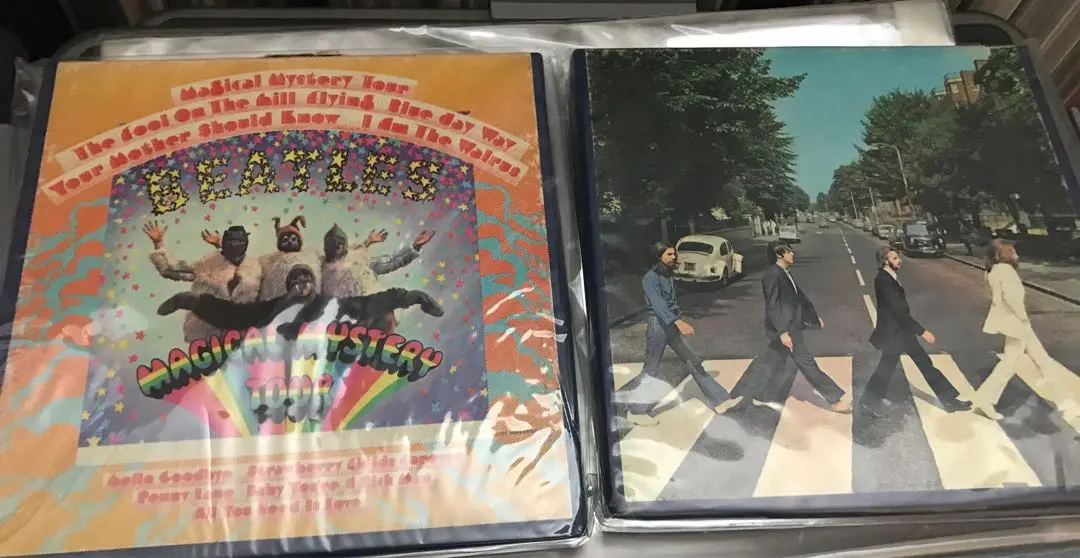 Magical Mystery Tour
The Fool On The Hill Flying Blue Jay Way
Your Mother Should Know I Am The Walrus
BEATLES
MAGICAL MYSTERY
TOUR
Hello Goodbye Strawberry Fields
Penny Lane Baby You're A Rich Man
All You Need Is Love